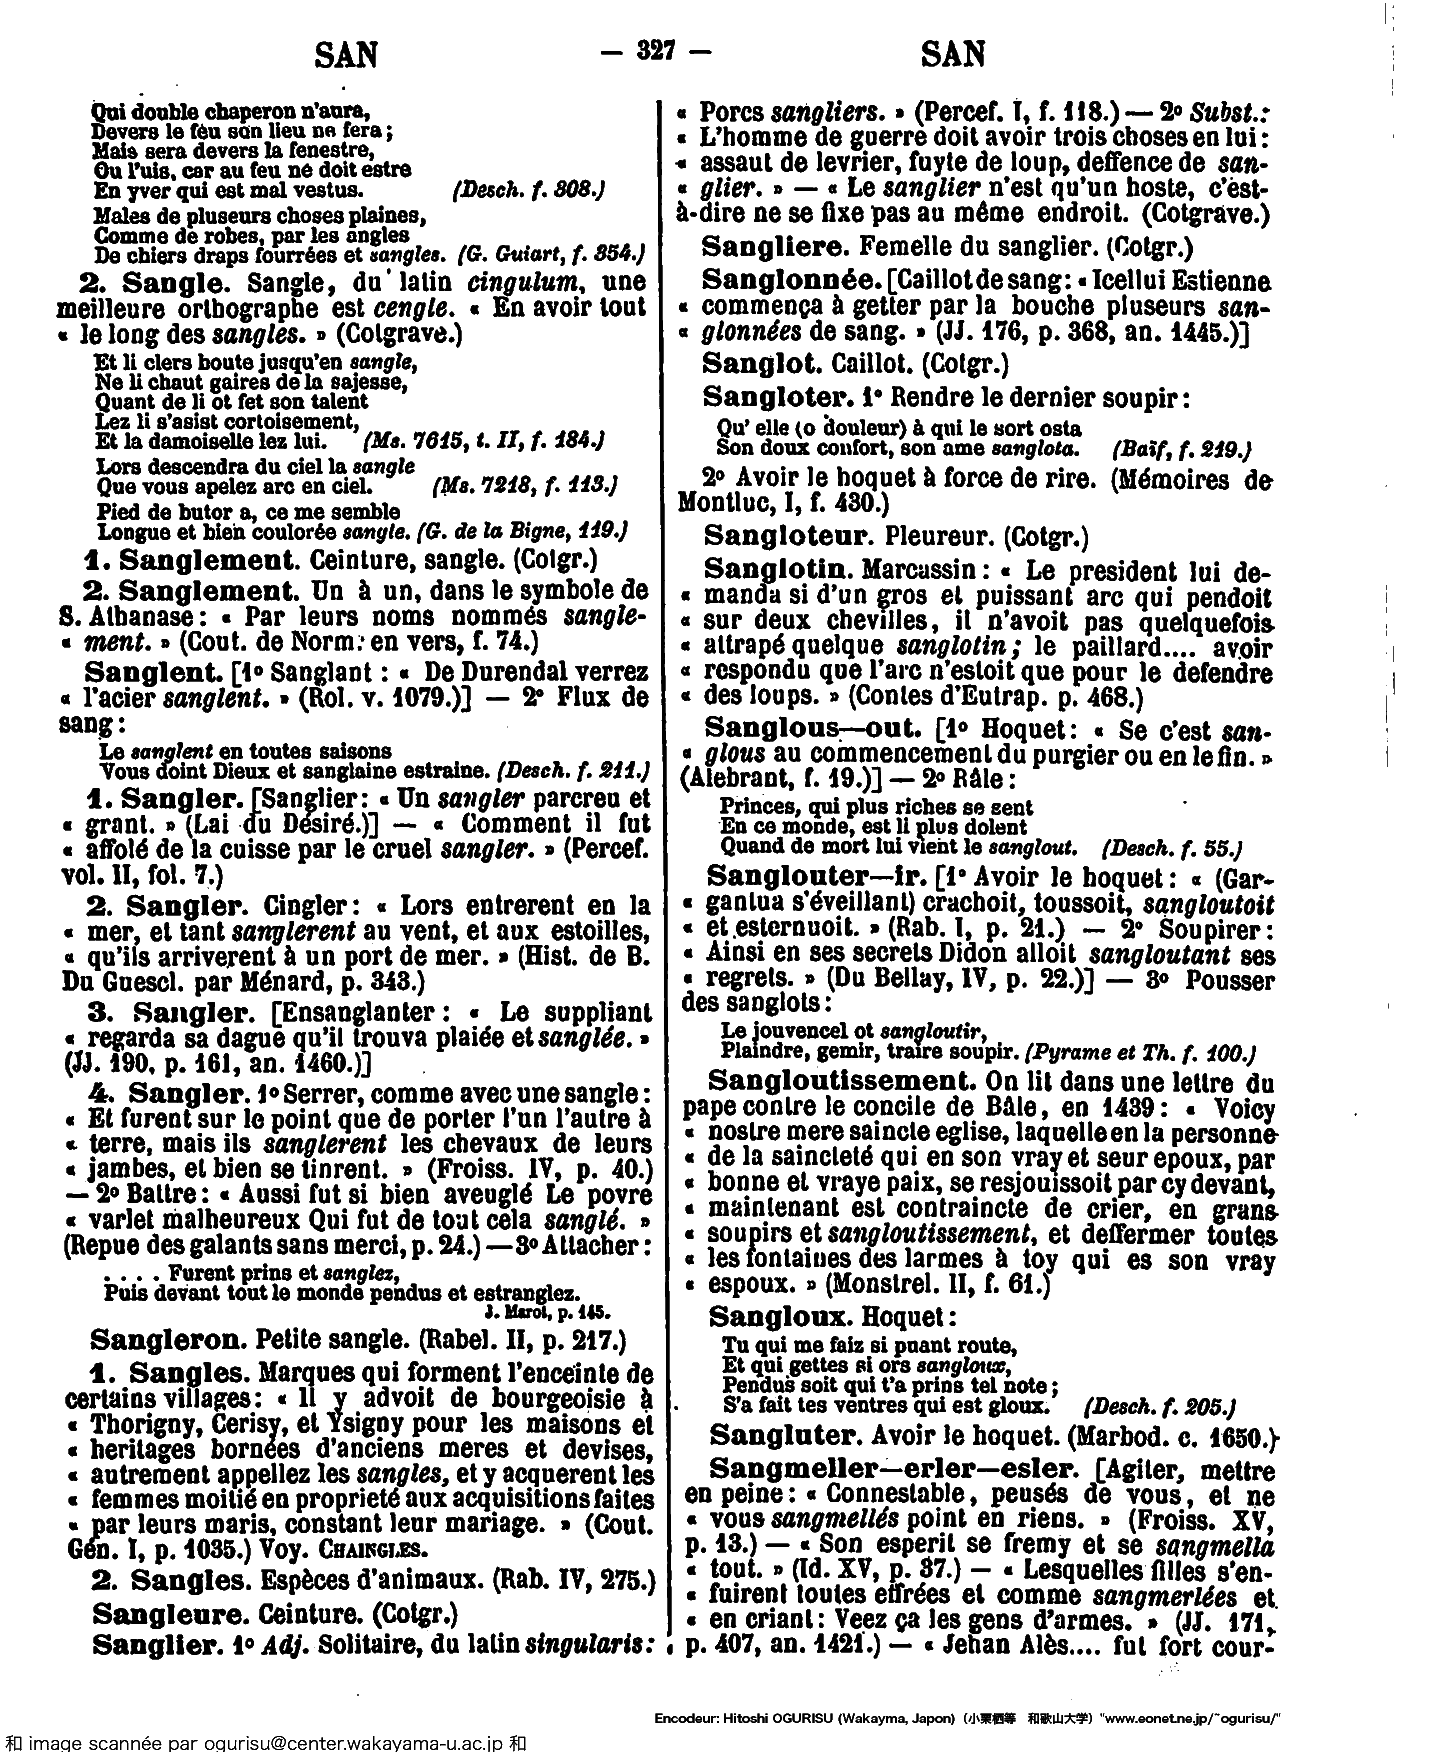 SAN
— 327 —
SAN
Qui double chaperon n'aura,
Devers le feu son lieu ne fera ;
Mais sera devers la fenestre,
Ou l'uis, car au feu ne doit estre
En yver qui est mal vestus. (Desch. f. 308.)
Males de pluseurs choses plaines,
Comme de robes, par les angles
De chiers draps fourrées et sangles. (G. Guiart, f. 354.)
2. Sangle. Sangle, du latin cingulum, une
meilleure orthographe est cengle. « En avoir tout
« le long des sangles. » (Colgrave.)
Et li clers boute jusqu'en sangle,
Ne li chaut gaires de la sajesse,
Quant de li ot fet son talent
Lez li s'asist cortoisement,
Et la damoiselle lez lui. (Ms. 7615, t. II, f. 184.)
Lors descendra du ciel la sangle
Que vous apelez arc en ciel. (Ms. 7218, f. 113.)
Pied de butor a, ce me semble
Longue et bien coulorée sangle. (G. de la Bigne, 119.)
1. Sanglement. Ceinture, sangle. (Cotgr.)
2. Sanglement. Un à un, dans le symbole de
S. Athanase : « Par leurs noms nommés sangle-
« ment. » (Cout. de Norm. en vers, f. 74.)
Sanglent. [1º Sanglant : « De Durendal verrez
« l'acier sanglent. » (Rol. v. 1079.)] — 2º Flux de
sang :
Le sanglent en toutes saisons
Vous doint Dieux et sanglaine estraine. (Desch. f. 211.)
1. Sangler. [Sanglier : « Un sangler parcreu et
« grant. » (Lai du Désiré.)] — « Comment il fut
« affolé de la cuisse par le cruel sangler. » (Percef.
vol. II, fol. 7.)
2. Sangler. Cingler : « Lors entrerent en la
« mer, et tant sanglerent au vent, et aux estoilles,
« qu'ils arriverent à un port de mer. » (Hist. de B.
Du Guescl. par Ménard, p. 343.)
3. Sangler. [Ensanglanter : « Le suppliant
« regarda sa dague qu'il trouva plaiée et sanglée. »
(JJ. 190, p. 161, an. 1460.)]
4. Sangler. 1º Serrer, comme avec une sangle :
« Et furent sur le point que de porter l'un l'autre à
« terre, mais ils sanglerent les chevaux de leurs
« jambes, et bien se tinrent. » (Froiss. IV, p. 40.)
— 2º Battre : « Aussi fut si bien aveuglé Le povre
« varlet malheureux Qui fut de tout cela sanglé. »
(Repue des galants sans merci, p. 24.) — 3º Attacher :
. . . . Furent prins et sanglez,
Puis devant tout le monde pendus et estranglez.
J. Marot, p. 145.
Sangleron. Petite sangle. (Rabel. II, p. 217.)
1. Sangles. Marques qui forment l'enceinte de
certains villages : « Il y advoit de bourgeoisie à
« Thorigny, Cerisy, et Ysigny pour les maisons et
« heritages bornées d'anciens meres et devises,
« autrement appellez les sangles, et y acquerent les
« femmes moitié en proprieté aux acquisitions faites
« par leurs maris, constant leur mariage. » (Cout.
Gén. I, p. 1035.) Voy. CHAINGLES.
2. Sangles. Espèces d'animaux. (Rab. IV, 275.)
Sangleure. Ceinture. (Cotgr.)
Sanglier. 1º Adj. Solitaire, du latin singularis :
« Porcs sangliers. » (Percef. I, f. 118.) — 2º Subst. :
« L'homme de guerre doit avoir trois choses en lui :
« assaut de levrier, fuyte de loup, deffence de san-
« glier. » — « Le sanglier n'est qu'un hoste, c'est-
à-dire ne se fixe pas au même endroit. (Cotgrave.)
Sangliere. Femelle du sanglier. (Cotgr.)
Sanglonnée. [Caillot de sang : « Icellui Estienne
« commença à getter par la bouche pluseurs san-
« glonnées de sang. » (JJ. 176, p. 368, an. 1445.)]
Sanglot. Caillot. (Cotgr.)
Sangloter. 1º Rendre le dernier soupir :
Qu' elle (o douleur) à qui le sort osta
Son doux confort, son ame sanglota. (Baïf, f. 219.)
2º Avoir le hoquet à force de rire. (Mémoires de
Montluc, I, f. 430.)
Sangloteur. Pleureur. (Cotgr.)
Sanglotin. Marcassin : « Le president lui de-
« manda si d'un gros et puissant arc qui pendoit
« sur deux chevilles, il n'avoit pas quelquefois
« attrapé quelque sanglotin ; le paillard.... avoir
« respondu que l'arc n'estoit que pour le defendre
« des loups. » (Contes d'Eutrap. p. 468.)
Sanglous—out. [1º Hoquet : « Se c'est san-
« glous au commencement du purgier ou en le fin. »
(Alebrant, f. 19.)] — 2º Râle :
Princes, qui plus riches se sent
En ce monde, est li plus dolent
Quand de mort lui vient le sanglout. (Desch. f. 55.)
Sanglouter—ir. [1º Avoir le hoquet : « (Gar-
« gantua s'éveillant) crachoit, toussoit, sangloutoit
« et esternuoit. » (Rab. I, p. 21.) — 2º Soupirer :
« Ainsi en ses secrets Didon alloit sangloutant ses
« regrets. » (Du Bellay, IV, p. 22.)] — 3º Pousser
des sanglots :
Le jouvencel ot sangloutir,
Plaindre, gemir, traire soupir. (Pyrame et Th. f. 100.)
Sangloutissement. On lit dans une lettre du
pape contre le concile de Bâle, en 1439 : « Voicy
« nostre mere saincte eglise, laquelle en la personne
« de la saincteté qui en son vray et seur epoux, par
« bonne et vraye paix, se resjouissoit par cy devant,
« maintenant est contraincte de crier, en grans
« soupirs et sangloutissement, et deffermer toutes
« les fontaines des larmes à toy qui es son vray
« espoux. » (Monstrel. II, f. 61.)
Sangloux. Hoquet :
Tu qui me faiz si puant route,
Et qui gettes si ors sangloux,
Pendus soit qui t'a prins tel note ;
S'a fait tes ventres qui est gloux. (Desch. f. 205.)
Sangluter. Avoir le hoquet. (Marbod. c. 1650.)
Sangmeller—erler—esler. [Agiter, mettre
en peine : « Connestable, peusés de vous, et ne
« vous sangmellés point en riens. » (Froiss. XV,
p. 13.) — « Son esperit se fremy et se sangmella
« tout. » (Id. XV, p. 37.) — « Lesquelles filles s'en-
« fuirent toutes effrées et comme sangmerlées et
« en criant : Veez ça les gens d'armes. » (JJ. 171,
p. 407, an. 1421.) — « Jehan Alès.... fut fort cour-
Encodeur: Hitoshi OGURISU (Wakayma, Japon) (小栗栖等 和歌山大学) "www.eonet.ne.jp/~ogurisu/"
和 image scannée par ogurisu@center.wakayama-u.ac.jp 和